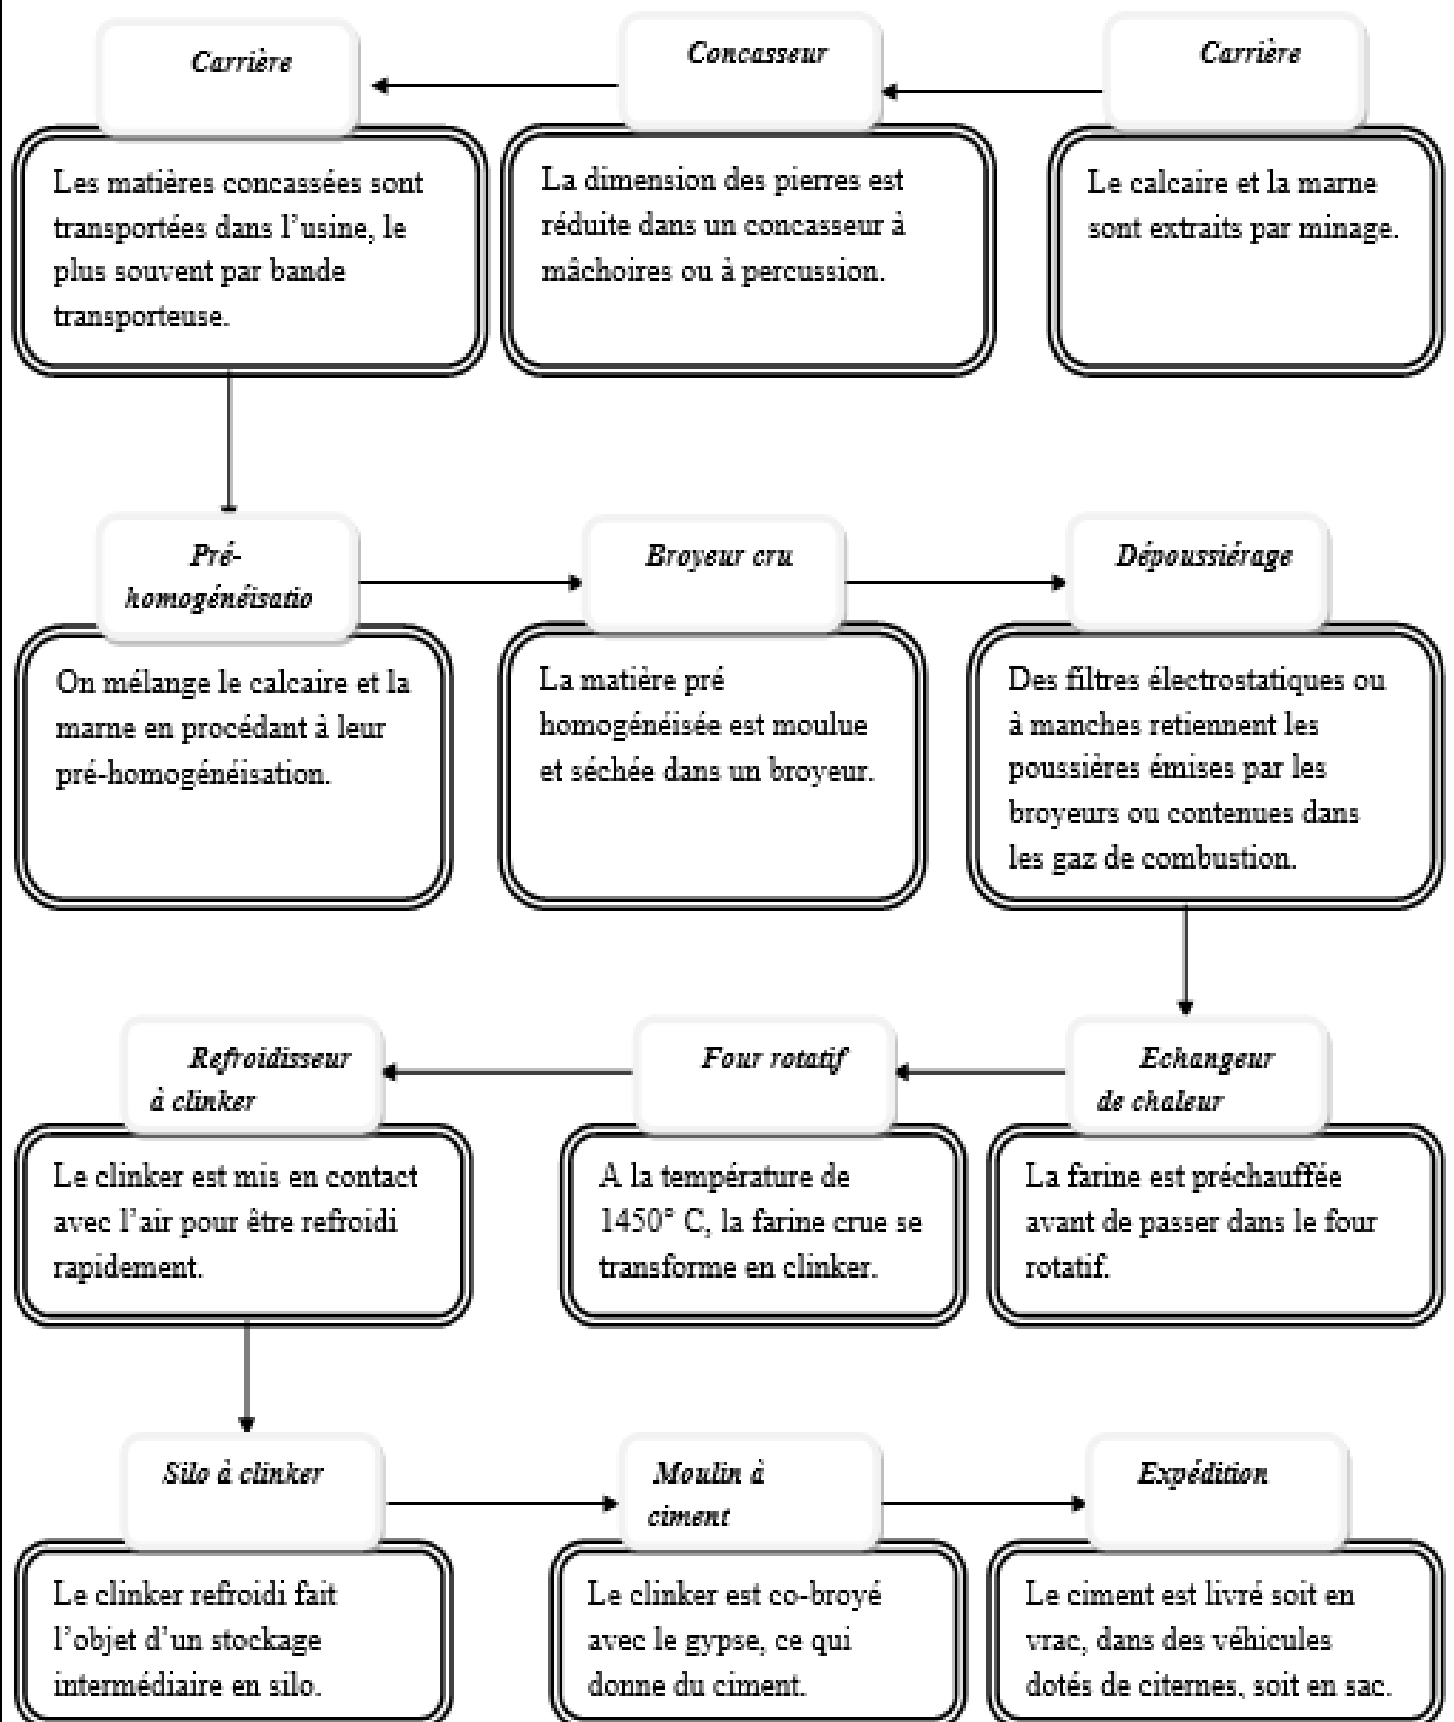 Carrière
Les matières concassées sont
transportées dans l'usine, le
plus souvent par bande
transporteuse.
Concasseur
La dimension des pierres est
réduite dans un concasseur à
mâchoires ou à percussion.
Carrière
Le calcaire et la marne
sont extraits par minage.
Pré-
homogénéisatio
On mélange le calcaire et la
marne en procédant à leur
pré-homogénéisation.
Broyeur cru
La matière pré
homogénéisée est moulue
et séchée dans un broyeur.
Dépoussiérage
Des filtres électrostatiques ou
à manches retiennent les
poussières émises par les
broyeurs ou contenues dans
les gaz de combustion.
Refroidisseur
à clinker
Le clinker est mis en contact
avec l'air pour être refroidi
rapidement.
Four rotatif
A la température de
1450° C, la farine crue se
transforme en clinker.
Echangeur
de chaleur
La farine est préchauffée
avant de passer dans le four
rotatif.
Silo à clinker
Le clinker refroidi fait
l'objet d'un stockage
intermédiaire en silo.
Moulin à
ciment
Le clinker est co-broyé
avec le gypse, ce qui
donne du ciment.
Expédition
Le ciment est livré soit en
vrac, dans des véhicules
dotés de citernes, soit en sac.